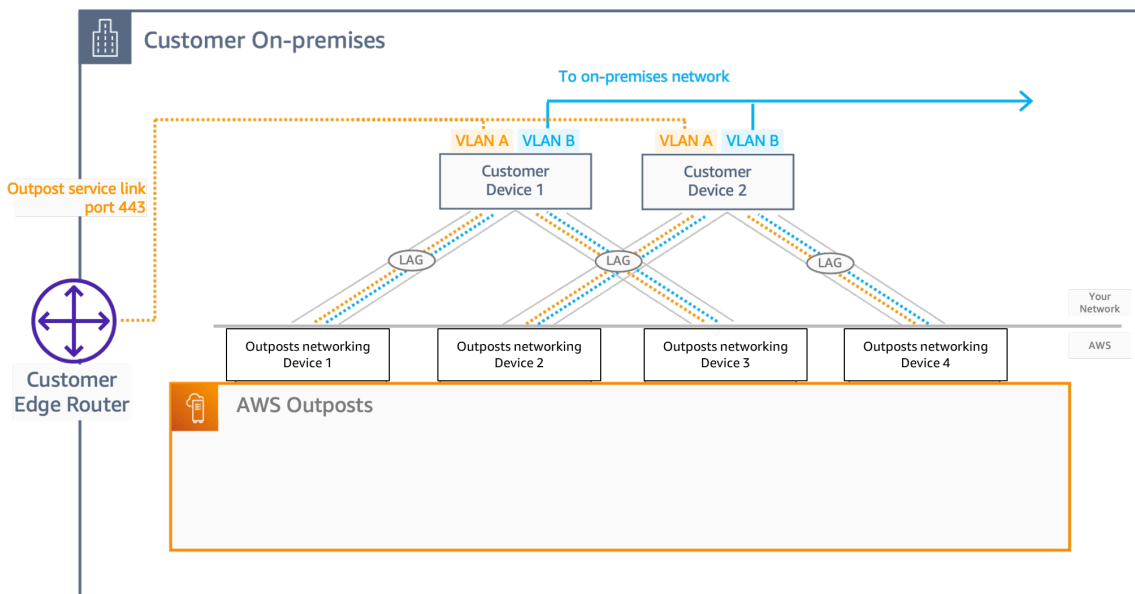 Customer On-premises
To on-premises network
VLAN A
VLAN B
VLAN A
VLAN B
Customer
Device 1
Customer
Device 2
Outpost service link
port 443
LAG
LAG
LAG
Your
Network
AWS
Outposts networking
Device 1
Outposts networking
Device 2
Outposts networking
Device 3
Outposts networking
Device 4
Customer
Edge Router
AWS Outposts